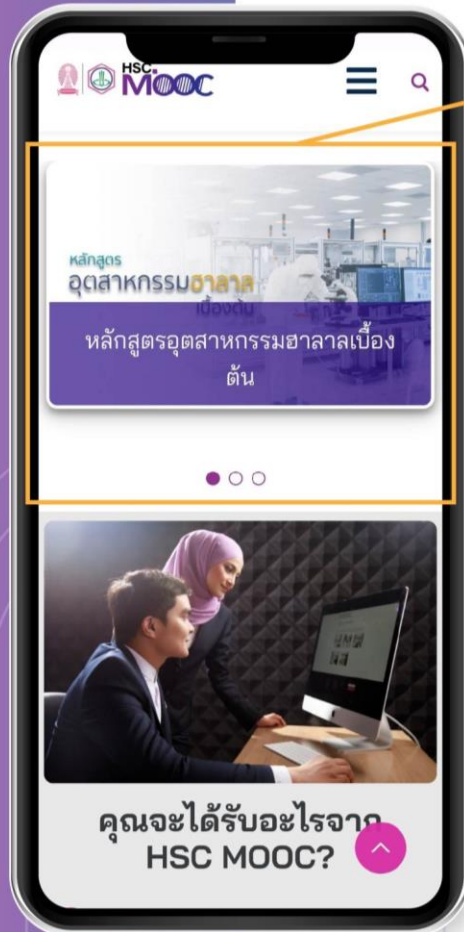 HSC
MOOC
หลักสูตร
อุตสาหกรรมฮาลาล
เบื้องต้น
หลักสูตรอุตสาหกรรมฮาลาลเบื้อง
ต้น
คุณจะได้รับอะไรจาก
HSC MOOC?